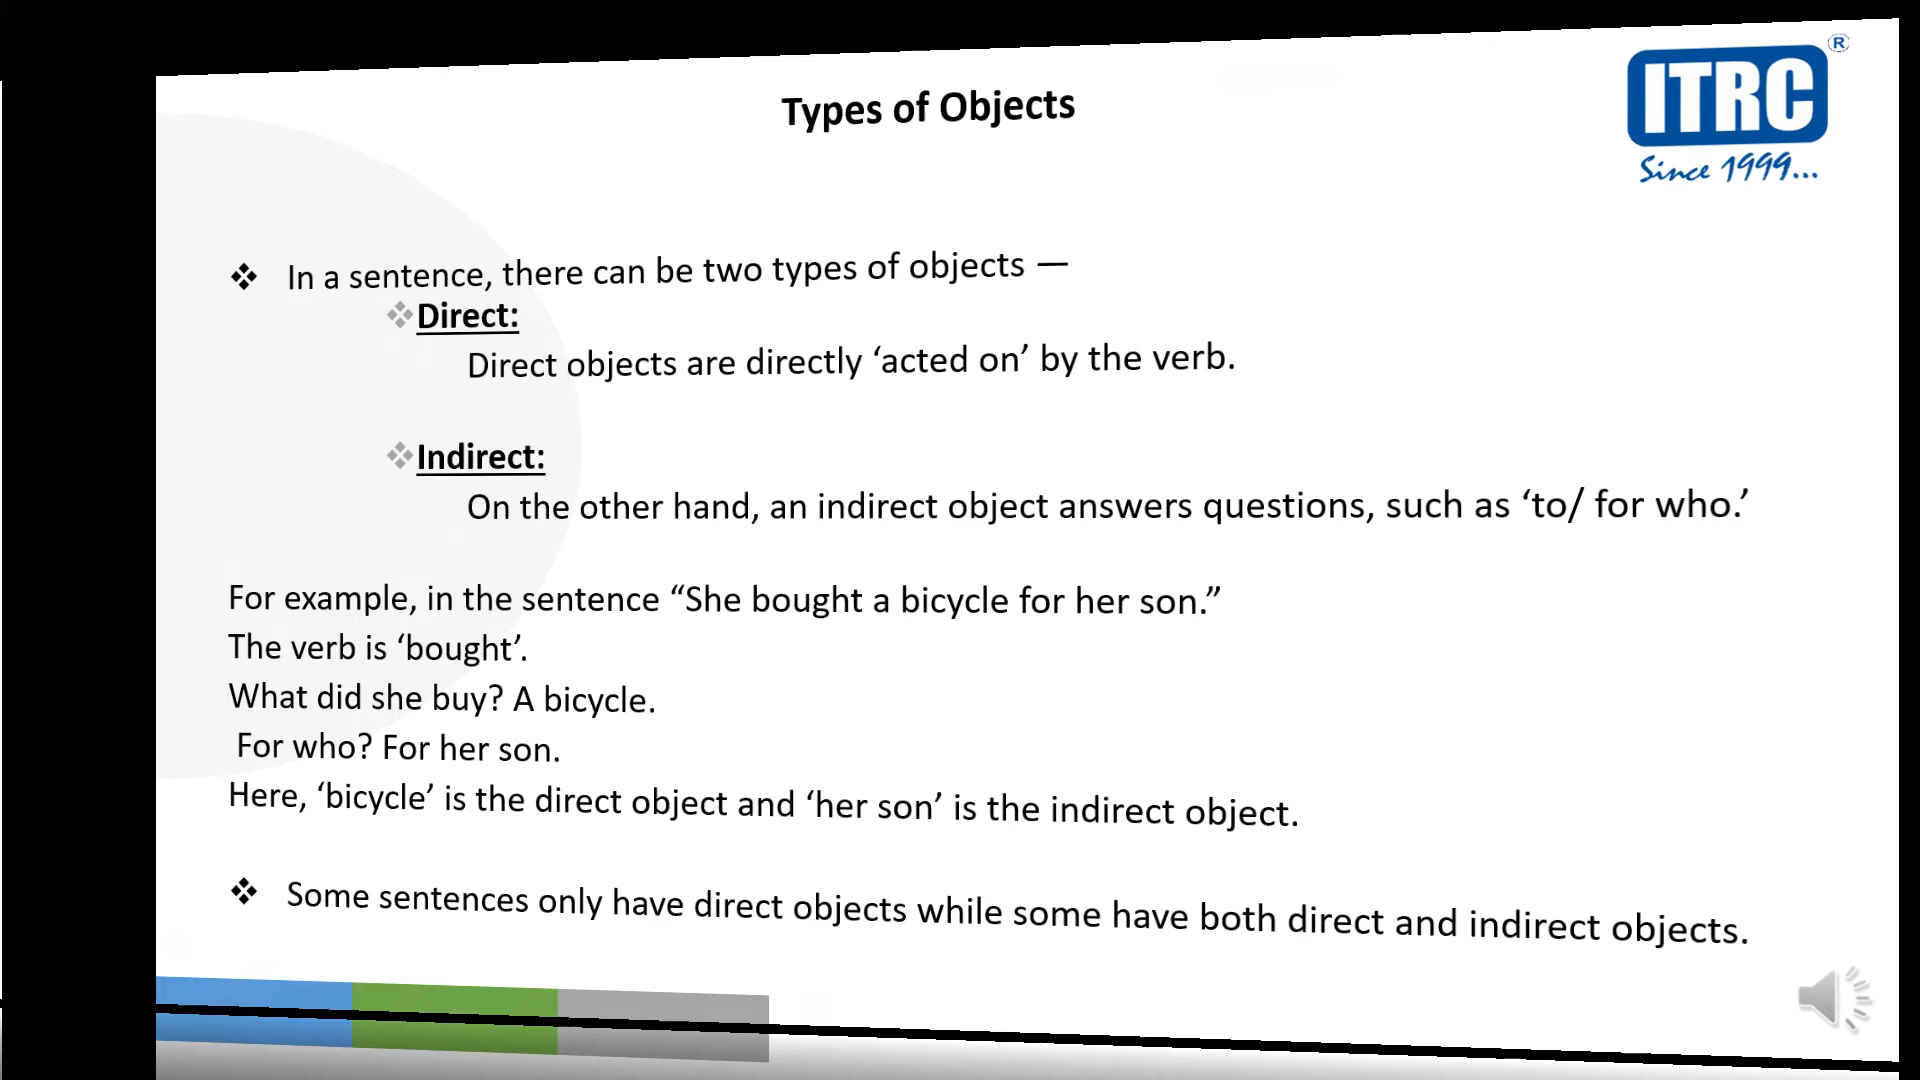 Types of Objects
ITRC®
Since 1999...
❖ In a sentence, there can be two types of objects —
❖Direct:
Direct objects are directly ‘acted on’ by the verb.
❖Indirect:
On the other hand, an indirect object answers questions, such as ‘to/ for who.’
For example, in the sentence “She bought a bicycle for her son.”
The verb is ‘bought’.
What did she buy? A bicycle.
For who? For her son.
Here, ‘bicycle’ is the direct object and ‘her son’ is the indirect object.
❖ Some sentences only have direct objects while some have both direct and indirect objects.